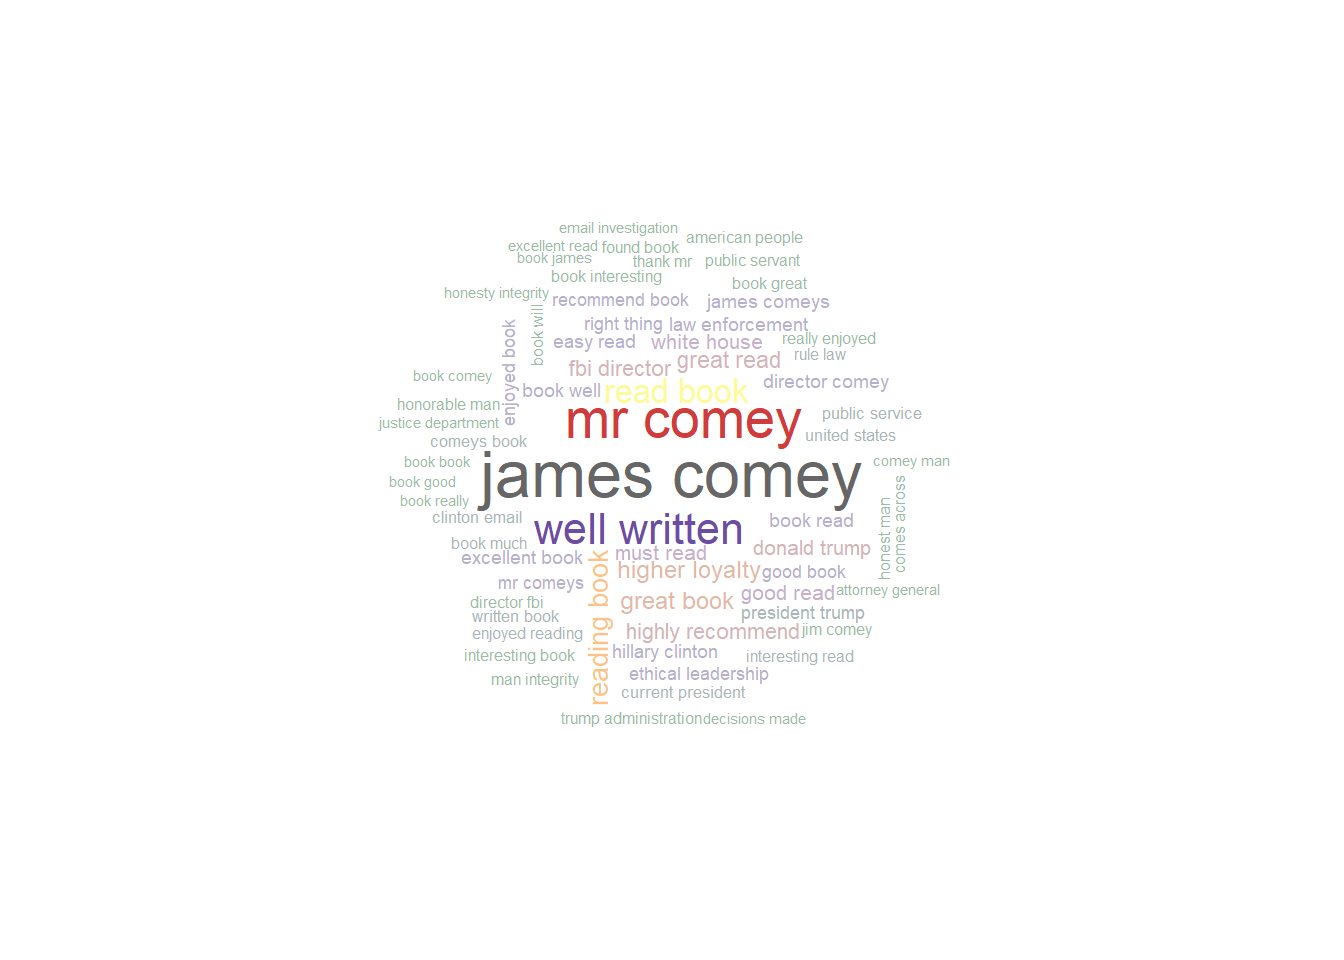 email investigation
american people
excellent read
found book
book james
thank mr
public servant
book interesting
book great
honesty integrity
recommend book
james comeys
book will
right thing
law enforcement
enjoyed book
easy read
white house
really enjoyed
rule law
fbi director
great read
book comey
book well
read book
director comey
honorable man
mr comey
public service
justice department
united states
comeys book
book book
james comey
comey man
book good
book really
clinton email
well written
book read
honest man
comes across
book much
excellent book
must read
donald trump
reading book
higher loyalty
good book
mr comeys
good read
attorney general
director fbi
great book
president trump
written book
enjoyed reading
highly recommend
jim comey
interesting book
hillary clinton
interesting read
man integrity
ethical leadership
current president
trump administration
decisions made